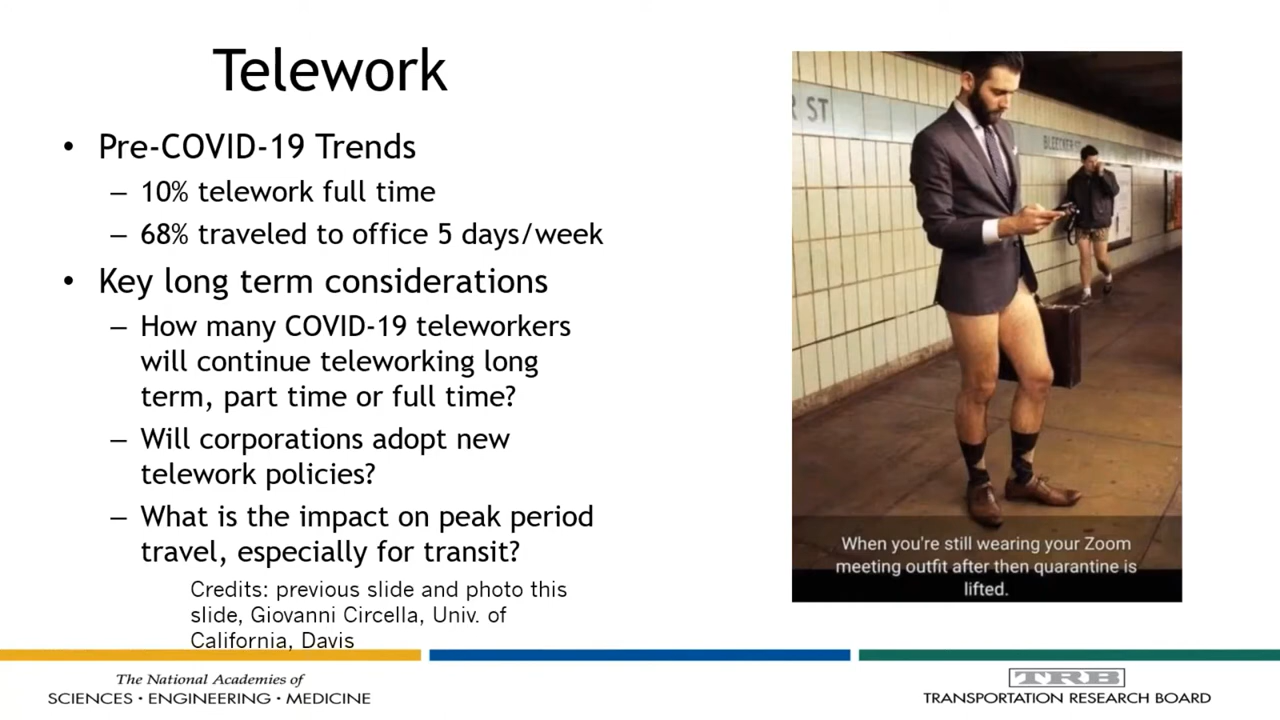 Telework
• Pre-COVID-19 Trends
– 10% telework full time
– 68% traveled to office 5 days/week
• Key long term considerations
– How many COVID-19 teleworkers
will continue teleworking long
term, part time or full time?
– Will corporations adopt new
telework policies?
– What is the impact on peak period
travel, especially for transit?
Credits: previous slide and photo this
slide, Giovanni Circella, Univ. of
California, Davis
R ST
BLEECKER ST
When you're still wearing your Zoom
meeting outfit after then quarantine is
lifted.
The National Academies of
SCIENCES • ENGINEERING • MEDICINE
TRB
TRANSPORTATION RESEARCH BOARD